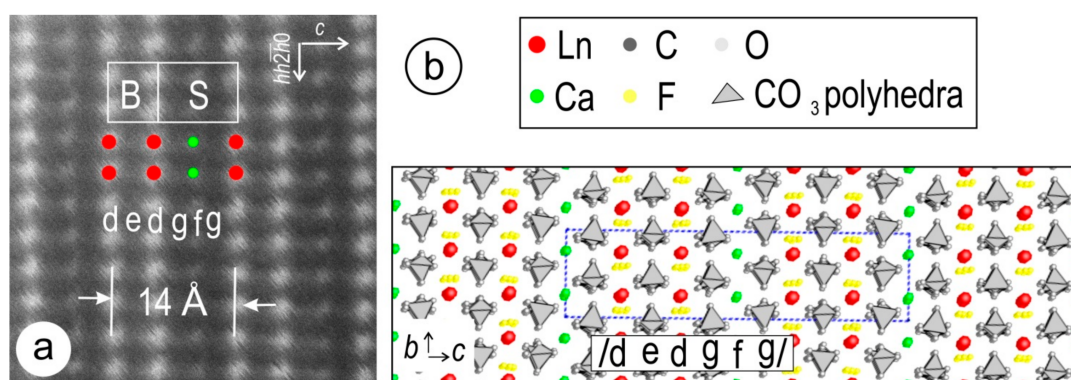 c
hh2h0
B S
d e d g f g
14 Å
a
b
Ln C O
Ca F CO3 polyhedra
b c
/d e d g f g/